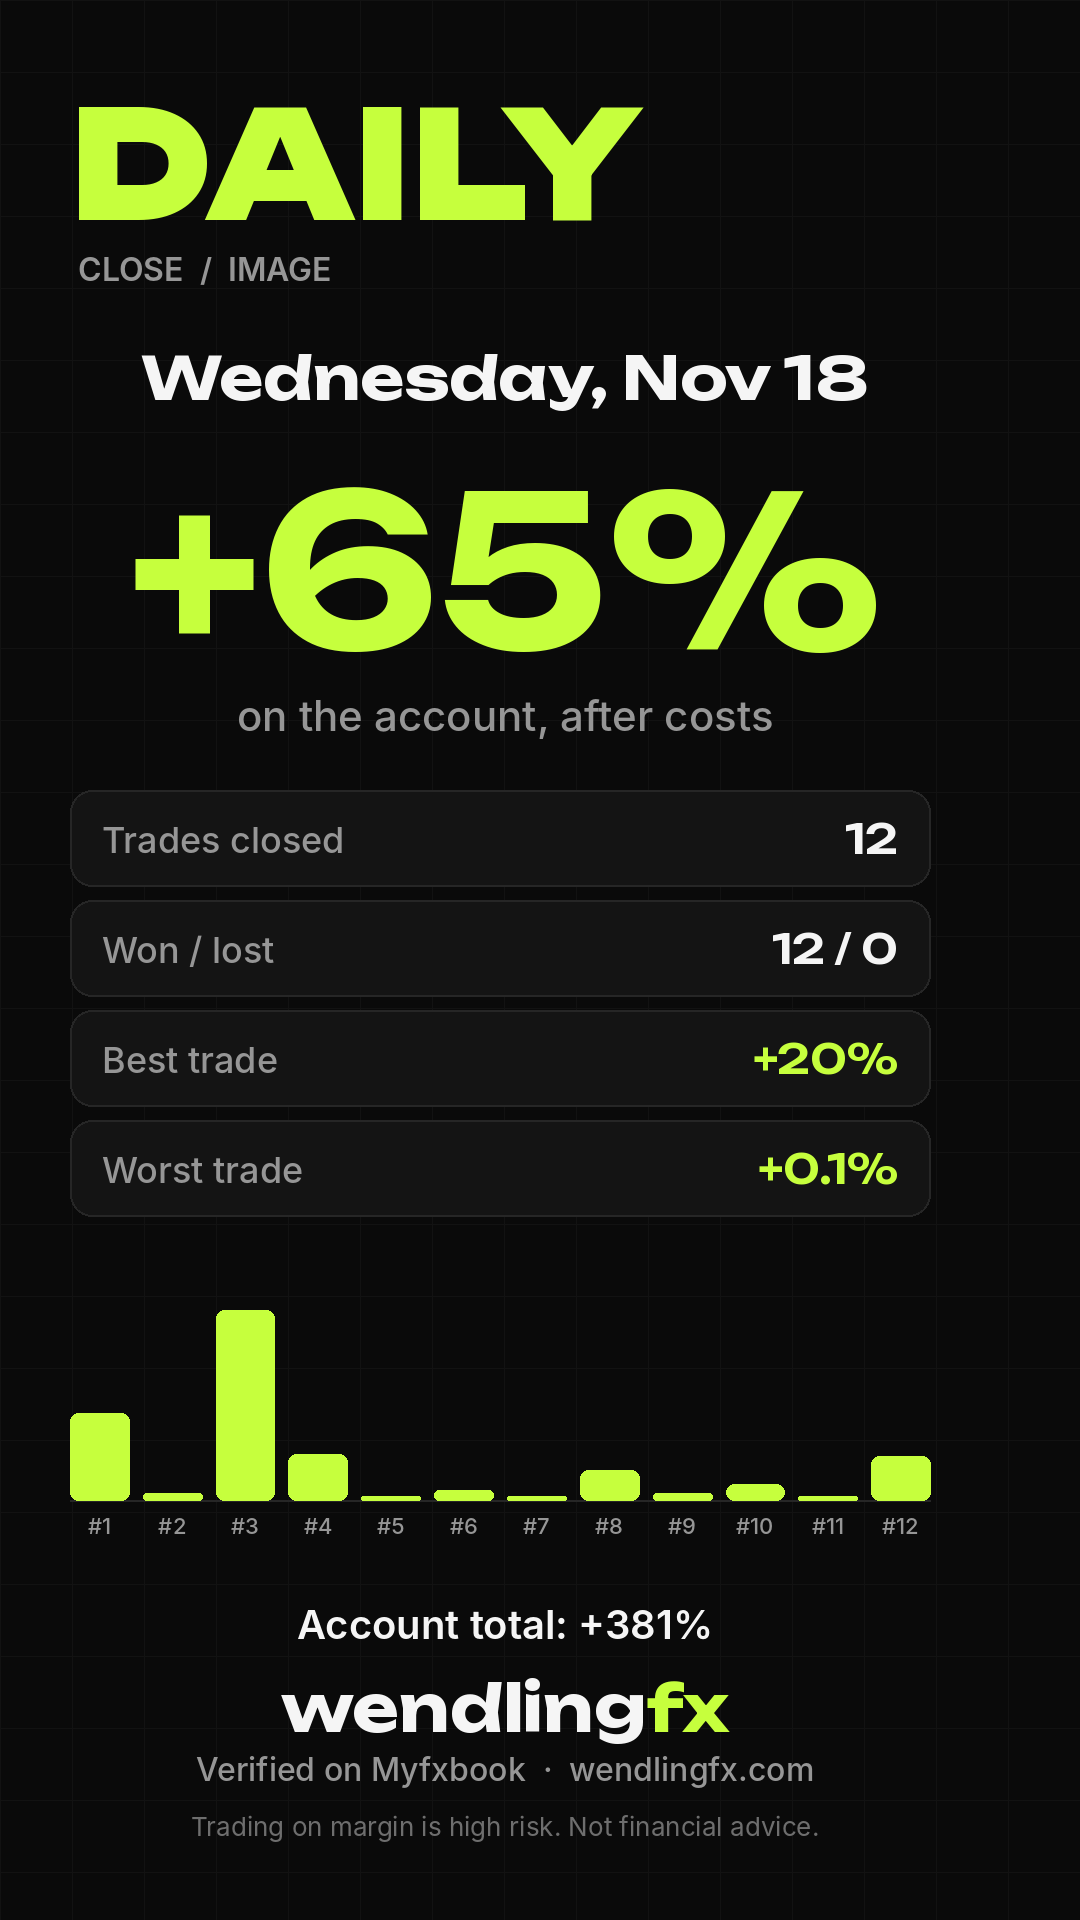 DAILY
CLOSE / IMAGE
Wednesday, Nov 18
+65%
on the account, after costs
Trades closed 12
Won / lost 12 / 0
Best trade +20%
Worst trade +0.1%
#1 #2 #3 #4 #5 #6 #7 #8 #9 #10 #11 #12
Account total: +381%
wendlingfx
Verified on Myfxbook · wendlingfx.com
Trading on margin is high risk. Not financial advice.